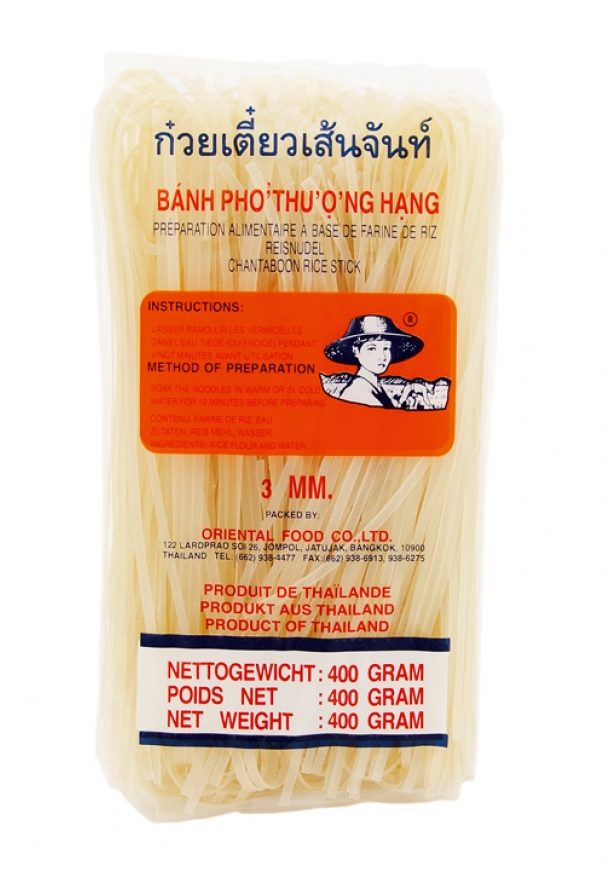 ก๋วยเตี๋ยวเส้นจันท์
BÁNH PHO'THU'Ọ'NG HẠNG
PRÉPARATION ALIMENTAIRE À BASE DE FARINE DE RIZ
REISNUDEL
CHANTABOON RICE STICK
INSTRUCTIONS:
LAISSER RAMOLLIR LES VERMICELLES
DANS L'EAU TIÈDE (OU FROIDE) PENDANT
VINGT MINUTES AVANT UTILISATION
METHOD OF PREPARATION
SOAK THE NOODLES IN WARM OR IN COLD
WATER FOR 10 MINUTES BEFORE PREPARING
CONTENU: FARINE DE RIZ, EAU
ZUTATEN: REIS MEHL, WASSER
INGREDIENTS: RICE FLOUR AND WATER
®
3 MM.
PACKED BY:
ORIENTAL FOOD CO.,LTD.
122 LARDPRAO SOI 26, JOMPOL, JATUJAK, BANGKOK, 10900
THAILAND TEL:(662) 938-4477 FAX:(662) 938-6913, 938-6275
PRODUIT DE THAÏLANDE
PRODUKT AUS THAILAND
PRODUCT OF THAILAND
NETTOGEWICHT : 400 GRAM
POIDS NET : 400 GRAM
NET WEIGHT : 400 GRAM